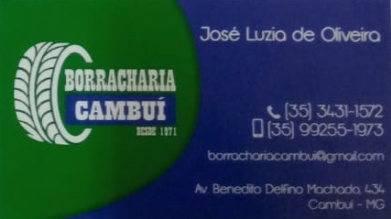 José Luzia de Oliveira
BORRACHARIA
CAMBUÍ
DESDE 1971
(35) 3431-1572
(35) 99255-1973
borrachariacambui@gmail.com
Av. Benedito Delfino Machado, 434
Cambuí - MG